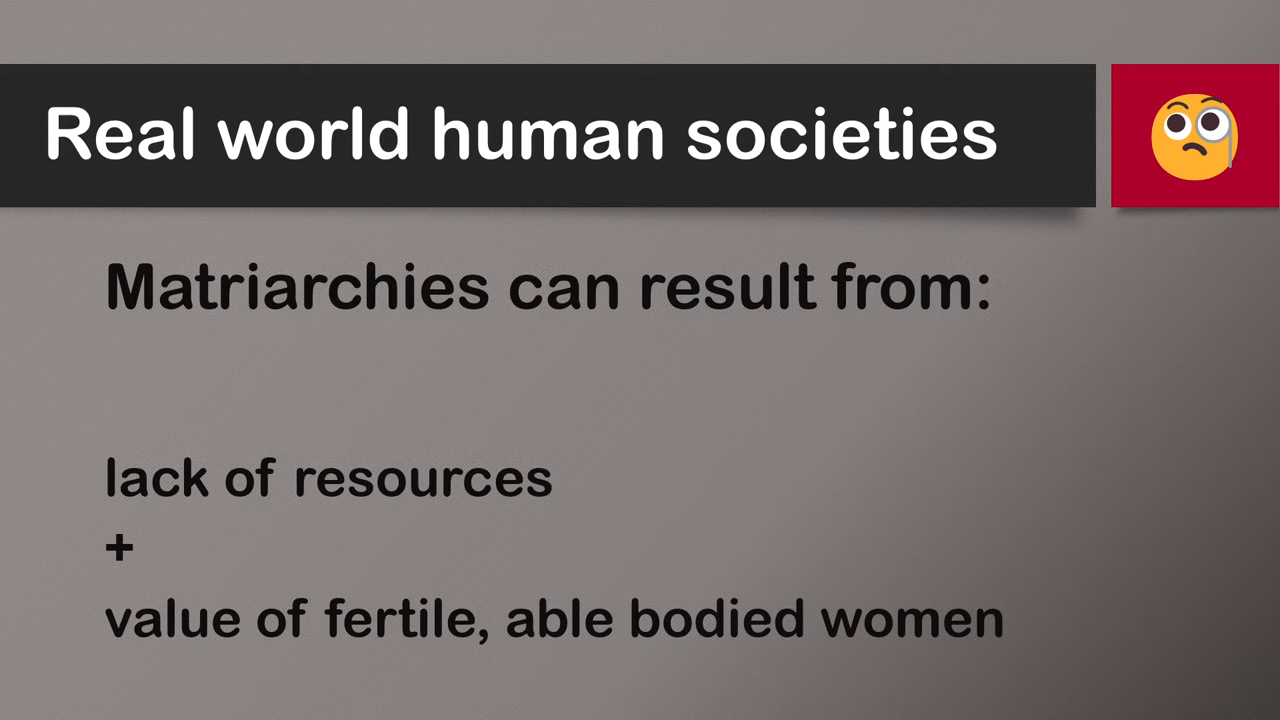 Real world human societies
Matriarchies can result from:
lack of resources
+
value of fertile, able bodied women